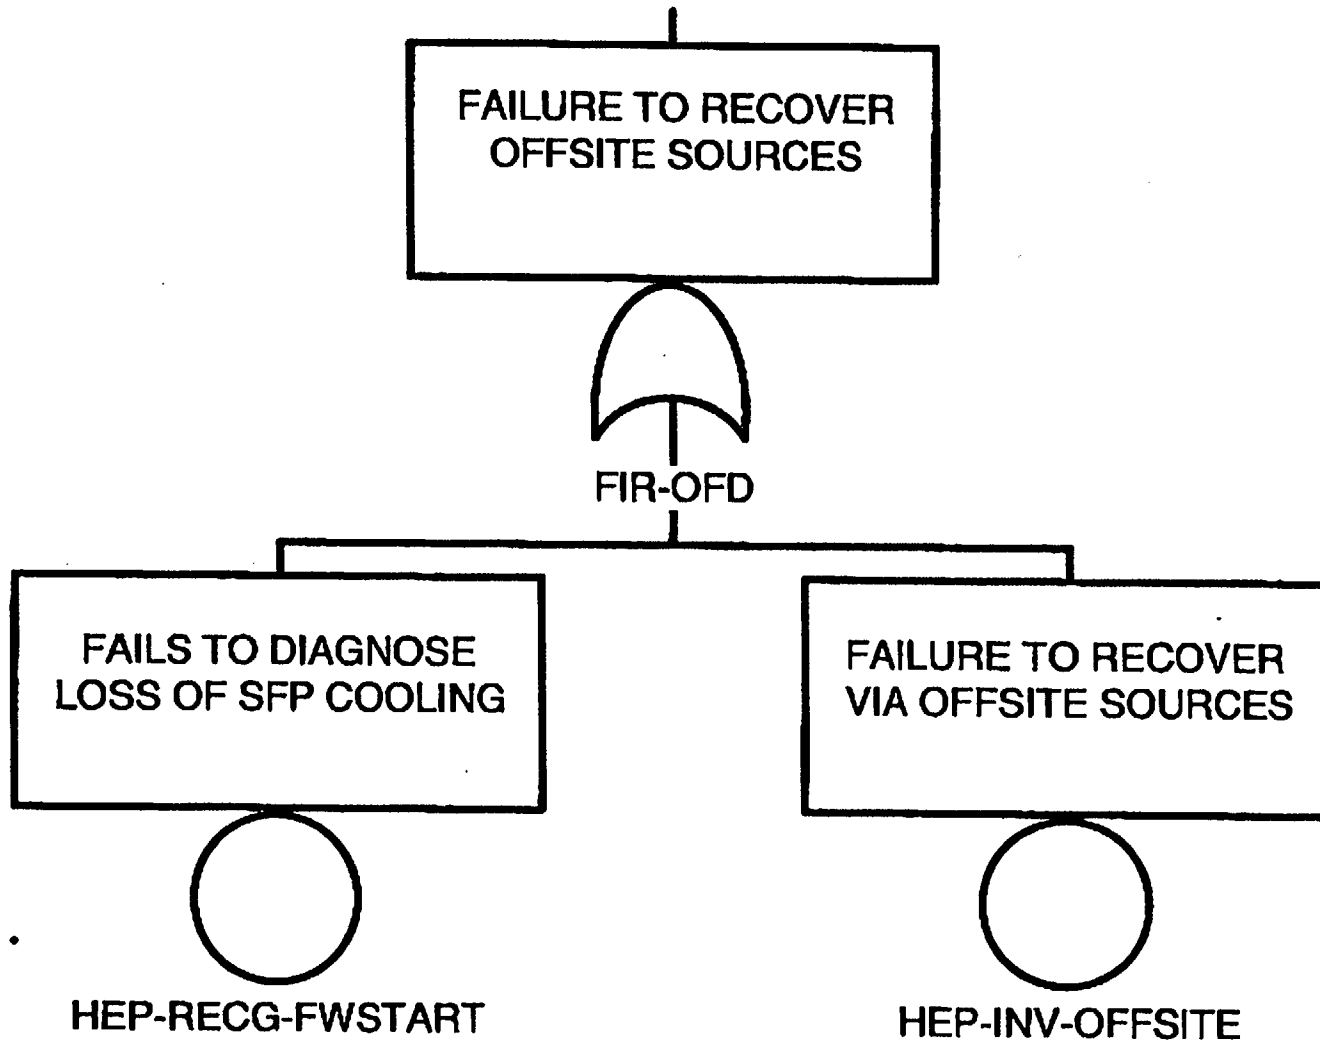 FAILURE TO RECOVER
OFFSITE SOURCES
FIR-OFD
FAILS TO DIAGNOSE
LOSS OF SFP COOLING
FAILURE TO RECOVER
VIA OFFSITE SOURCES
HEP-RECG-FWSTART
HEP-INV-OFFSITE